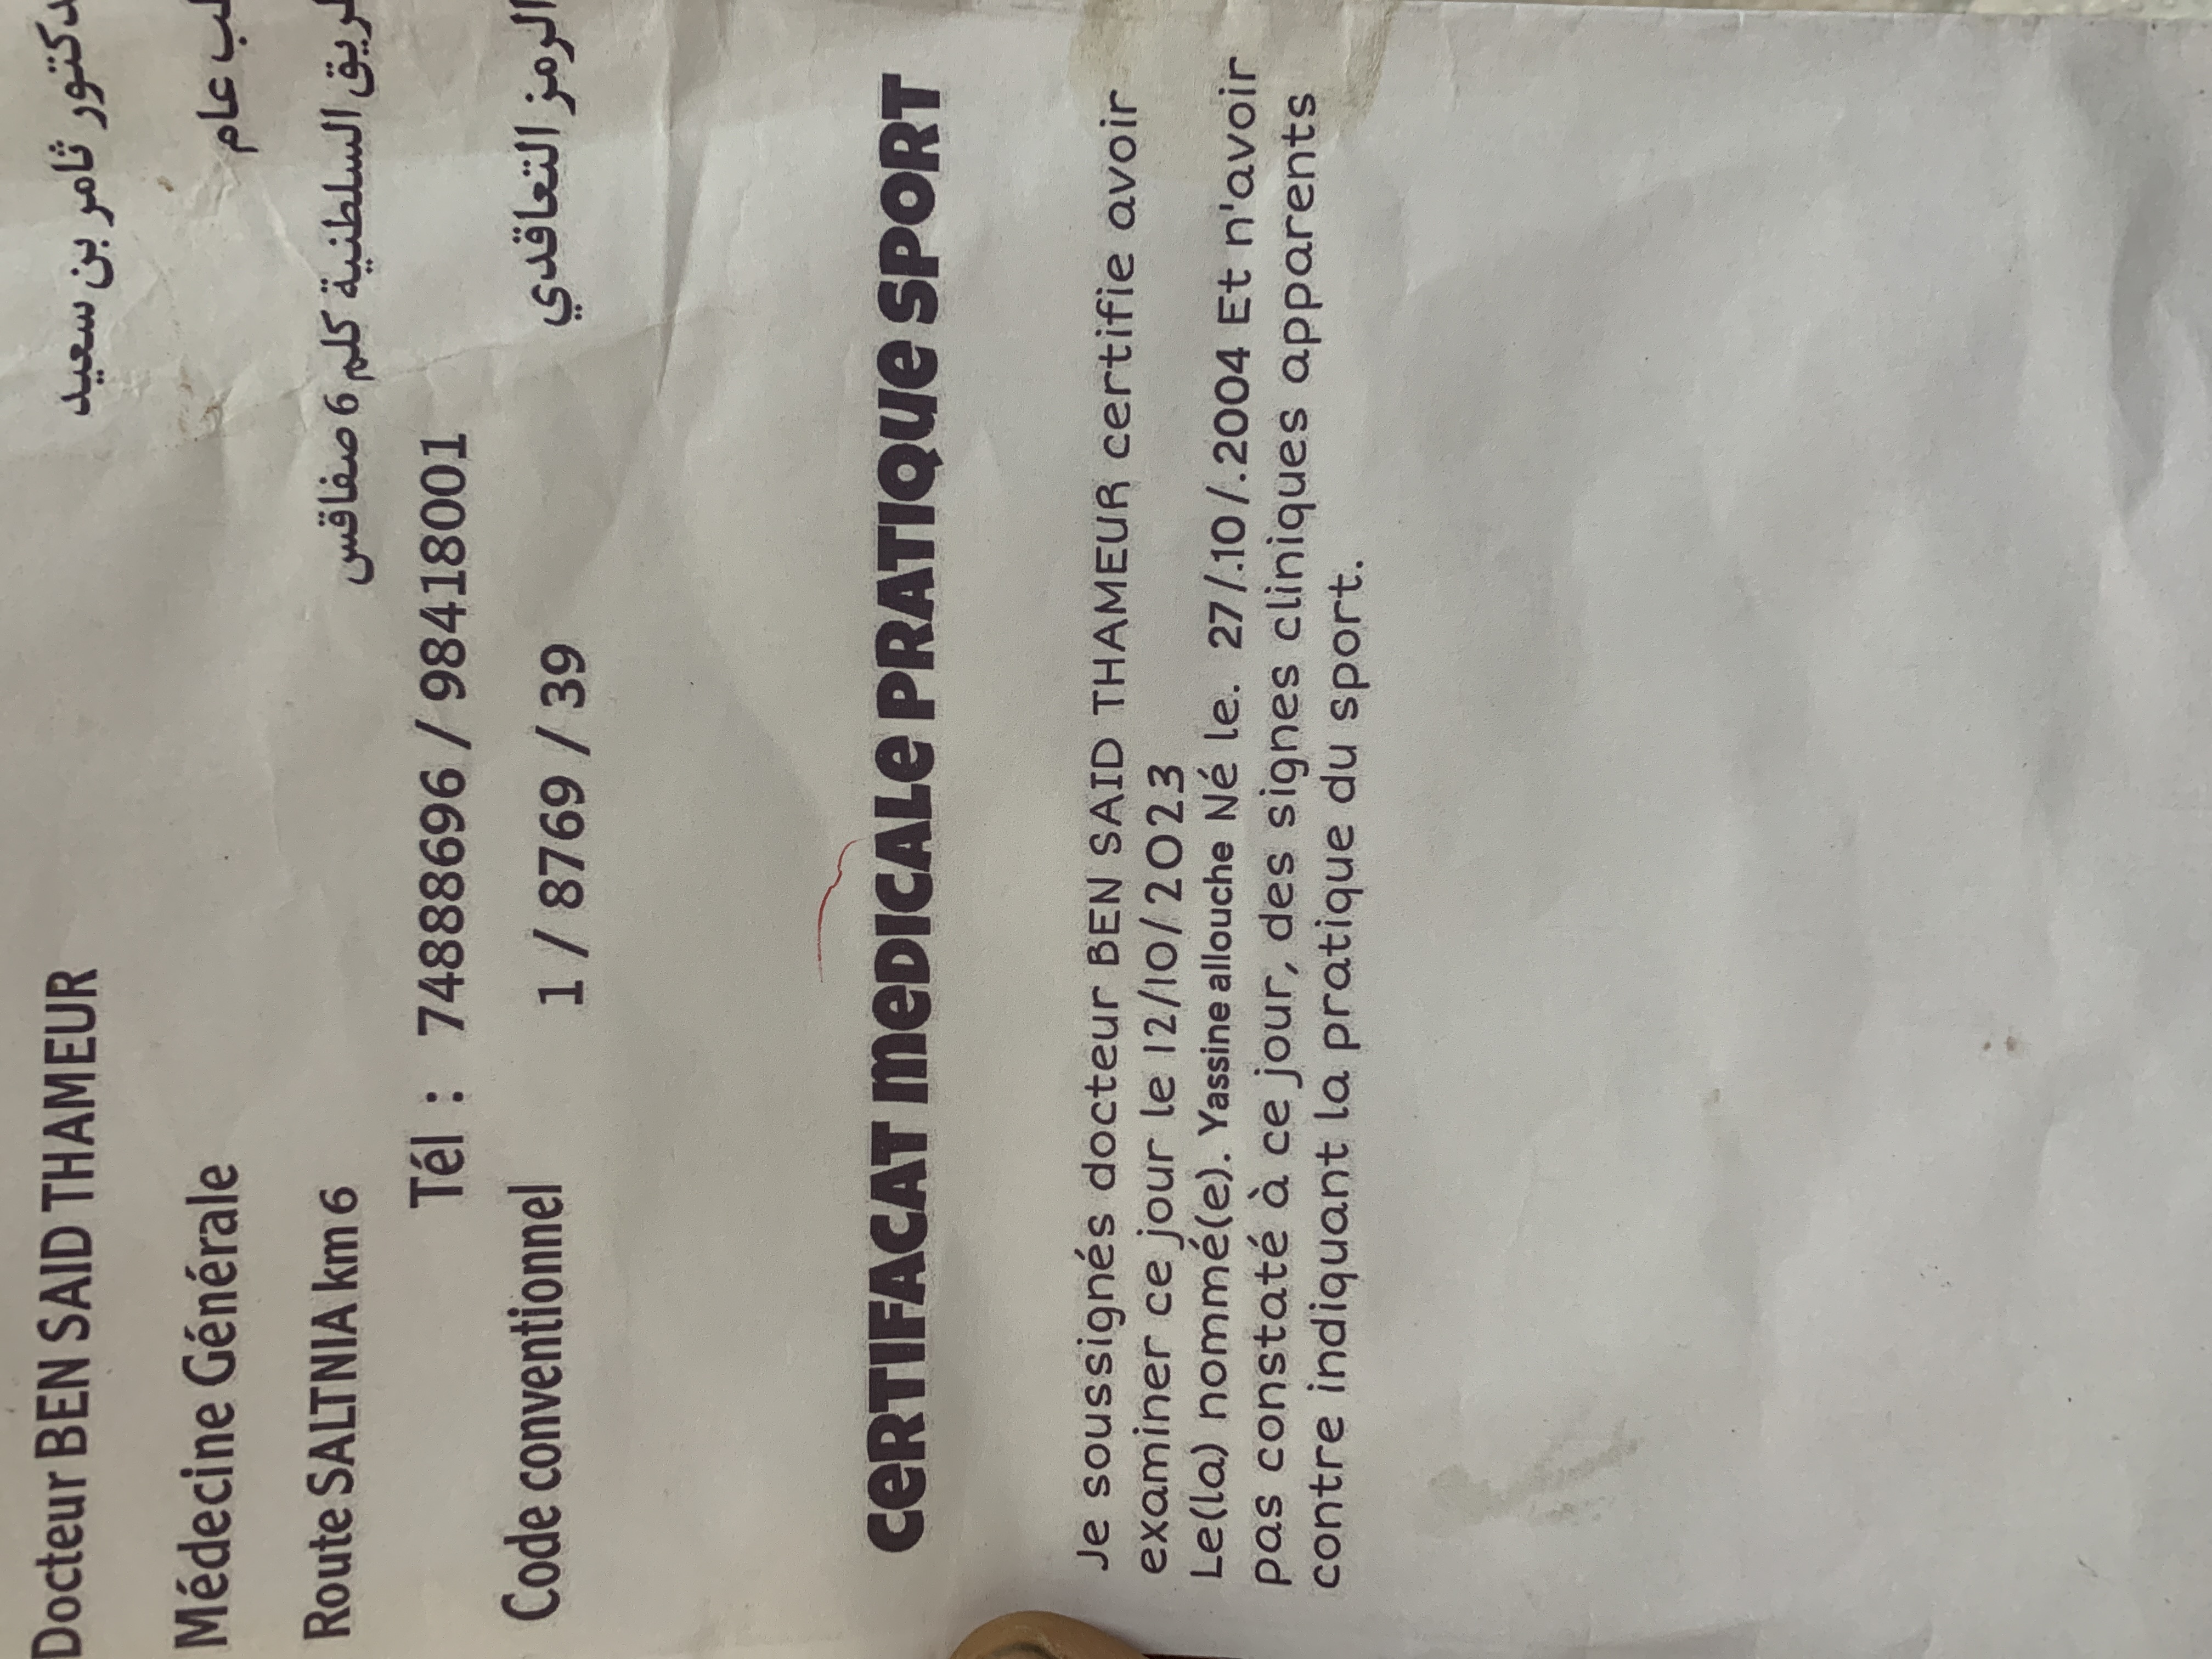 Docteur BEN SAID THAMEUR
دكتور ثامر بن سعيد
Médecine Générale
طب عام
Route SALTNIA km 6
السلطنية كلم 6 صفاقس
Tél : 74888696 / 98418001
Code conventionnel 1 / 8769 / 39 الرمز التعاقدي
CERTIFACAT MEDICALE PRATIQUE SPORT
Je soussignés docteur BEN SAID THAMEUR certifie avoir
examiner ce jour le 12/10/2023
Le(la) nommé(e). Yassine allouche Né le. 27/.10/.2004 Et n'avoir
pas constaté à ce jour, des signes cliniques apparents
contre indiquant la pratique du sport.